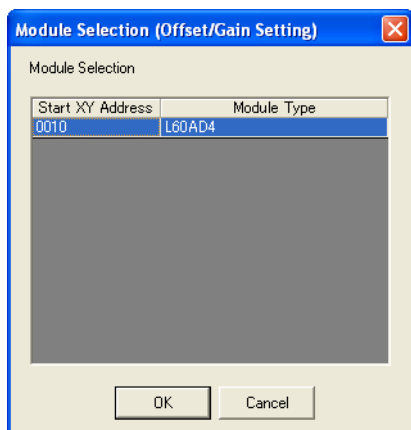 Module Selection (Offset/Gain Setting)
Module Selection
Start XY Address Module Type
0010 L60AD4
OK Cancel